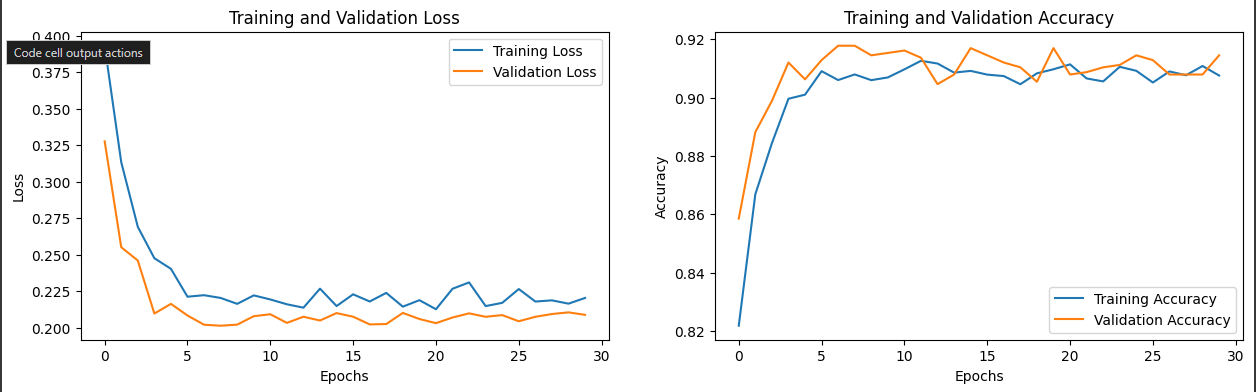 Training and Validation Loss
0.400
Code cell output actions
0.375
0.350
0.325
0.300
0.275
0.250
0.225
0.200
Loss
0 5 10 15 20 25 30
Epochs
Training Loss
Validation Loss
Training and Validation Accuracy
0.92
0.90
0.88
0.86
0.84
0.82
Accuracy
0 5 10 15 20 25 30
Epochs
Training Accuracy
Validation Accuracy